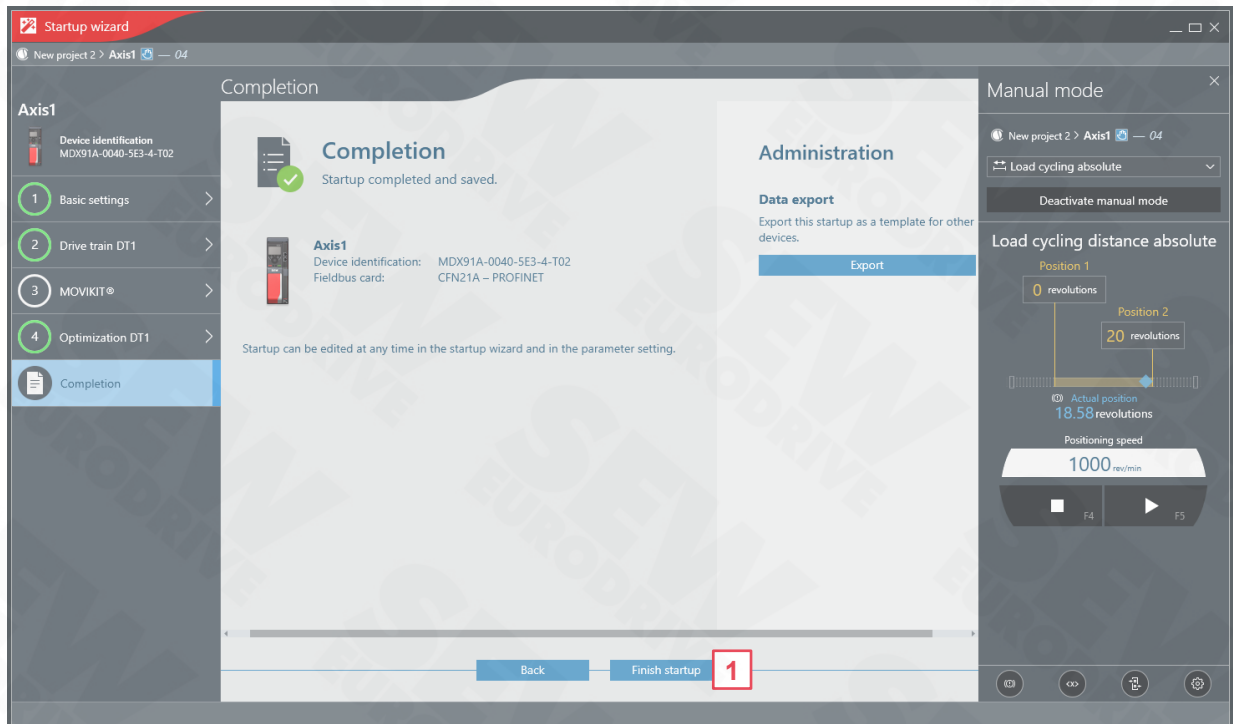 Startup wizard
New project 2 > Axis1 — 04
Axis1
Device identification
MDX91A-0040-5E3-4-T02
1 Basic settings
2 Drive train DT1
3 MOVIKIT®
4 Optimization DT1
Completion
Completion
Completion
Startup completed and saved.
Axis1
Device identification: MDX91A-0040-5E3-4-T02
Fieldbus card: CFN21A – PROFINET
Startup can be edited at any time in the startup wizard and in the parameter setting.
Administration
Data export
Export this startup as a template for other
devices.
Export
Back
Finish startup
1
Manual mode
New project 2 > Axis1 — 04
Load cycling absolute
Deactivate manual mode
Load cycling distance absolute
Position 1
0 revolutions
Position 2
20 revolutions
Actual position
18.58 revolutions
Positioning speed
1000 rev/min
F4
F5
SEW
EURODRIVE